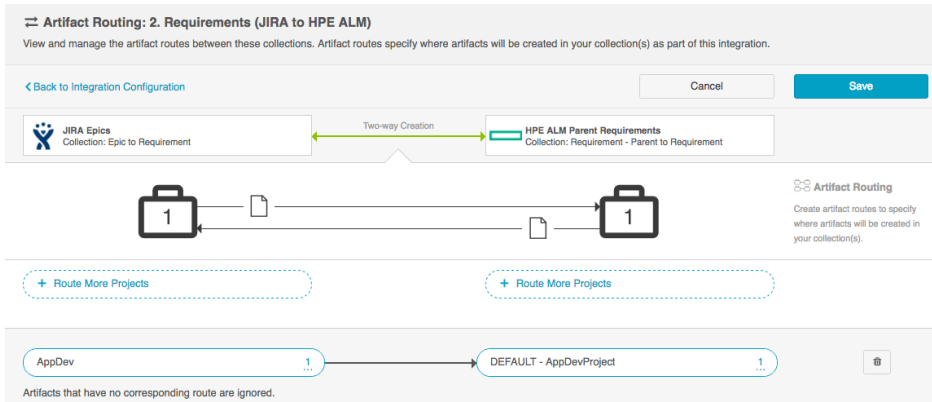 Artifact Routing: 2. Requirements (JIRA to HPE ALM)
View and manage the artifact routes between these collections. Artifact routes specify where artifacts will be created in your collection(s) as part of this integration.
Back to Integration Configuration
Cancel
Save
JIRA Epics
Collection: Epic to Requirement
Two-way Creation
HPE ALM Parent Requirements
Collection: Requirement - Parent to Requirement
1
1
Artifact Routing
Create artifact routes to specify
where artifacts will be created in
your collection(s).
+ Route More Projects
+ Route More Projects
AppDev 1
DEFAULT - AppDevProject 1
Artifacts that have no corresponding route are ignored.